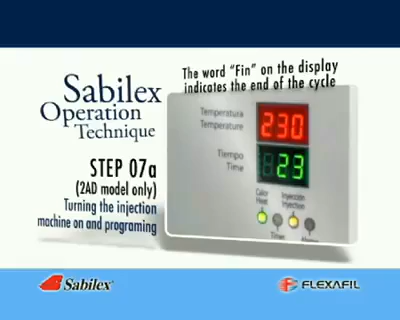 The word “Fin” on the display
indicates the end of the cycle
Sabilex
Operation
Technique
STEP 07a
(2AD model only)
Turning the injection
machine on and programing
Temperatura
Temperature
230
Tiempo
Time
23
Calor
Heat
Inyección
Injection
Timer
Sabilex
FLEXAFIL